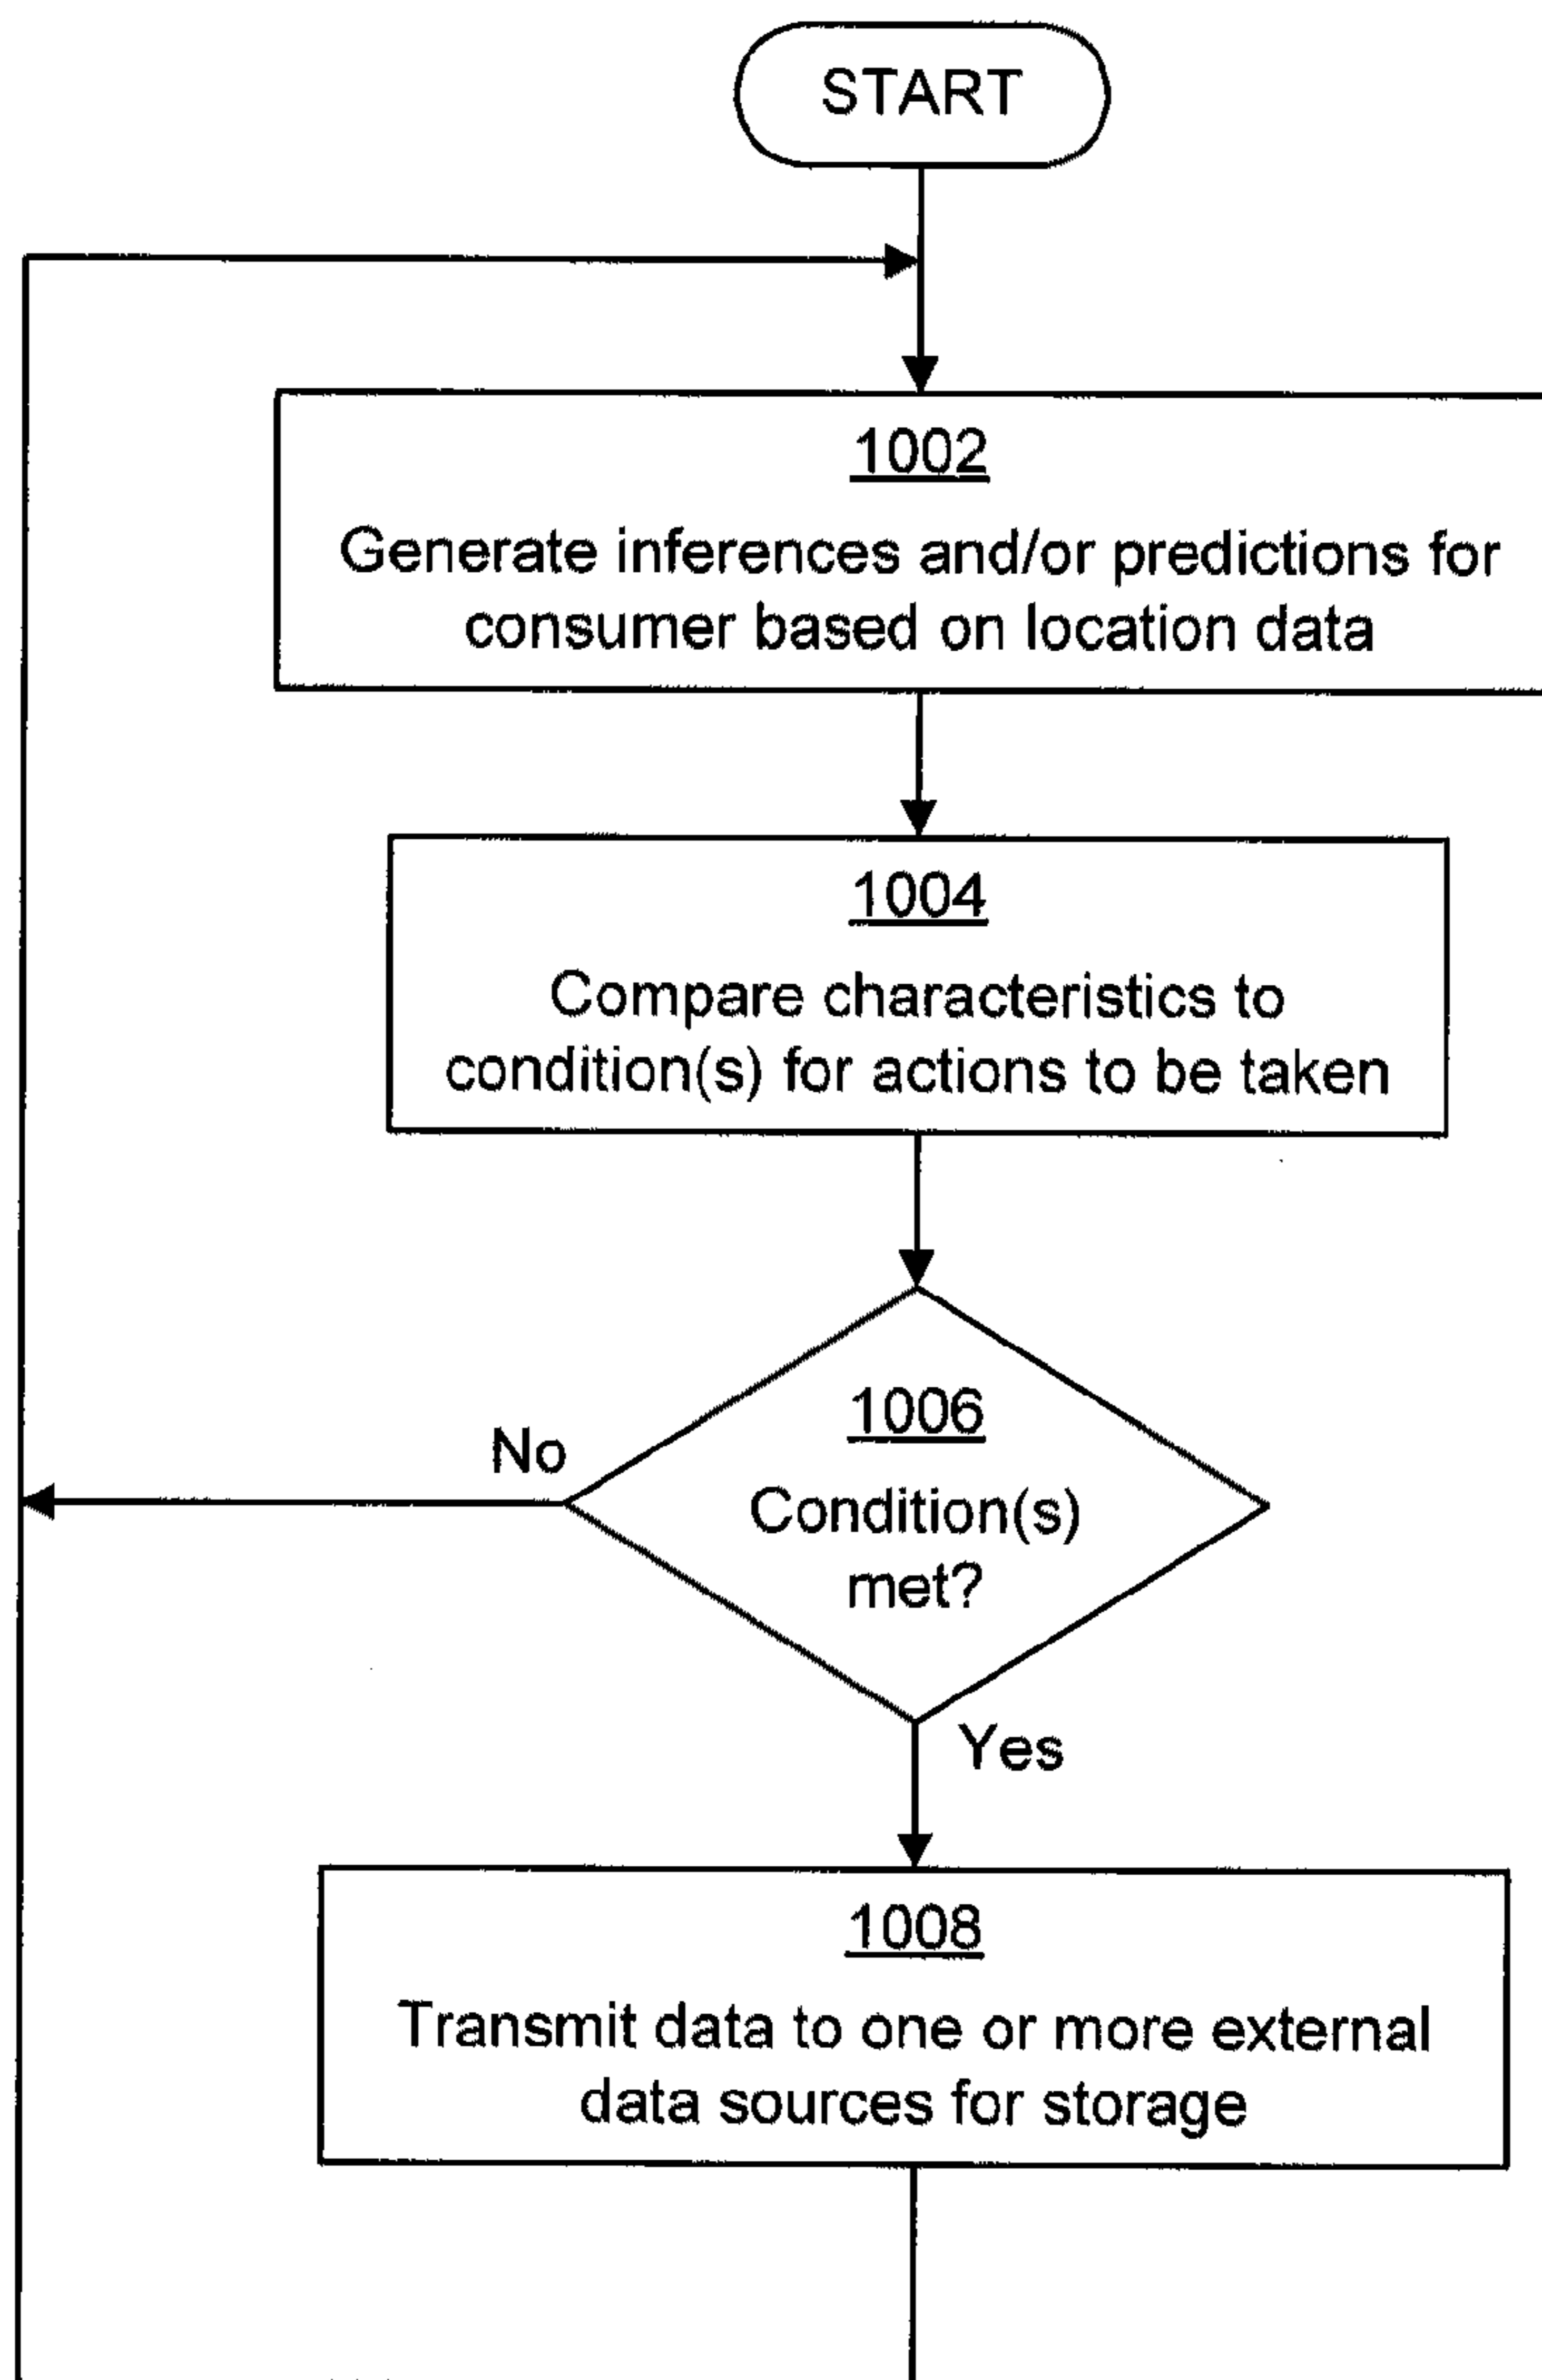 START
1002
Generate inferences and/or predictions for
consumer based on location data
1004
Compare characteristics to
condition(s) for actions to be taken
1006
Condition(s)
met?
No
Yes
1008
Transmit data to one or more external
data sources for storage